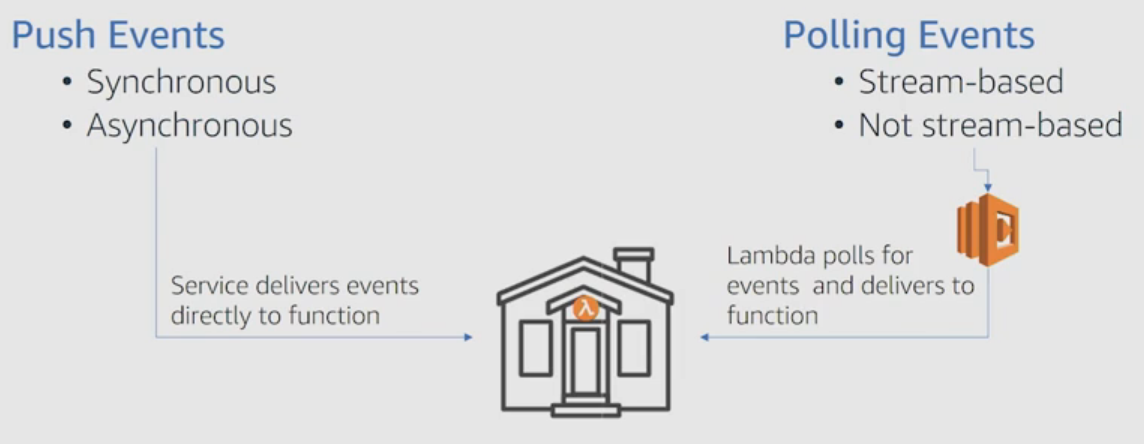 Push Events
• Synchronous
• Asynchronous
Service delivers events
directly to function
Polling Events
• Stream-based
• Not stream-based
Lambda polls for
events and delivers to
function
λ